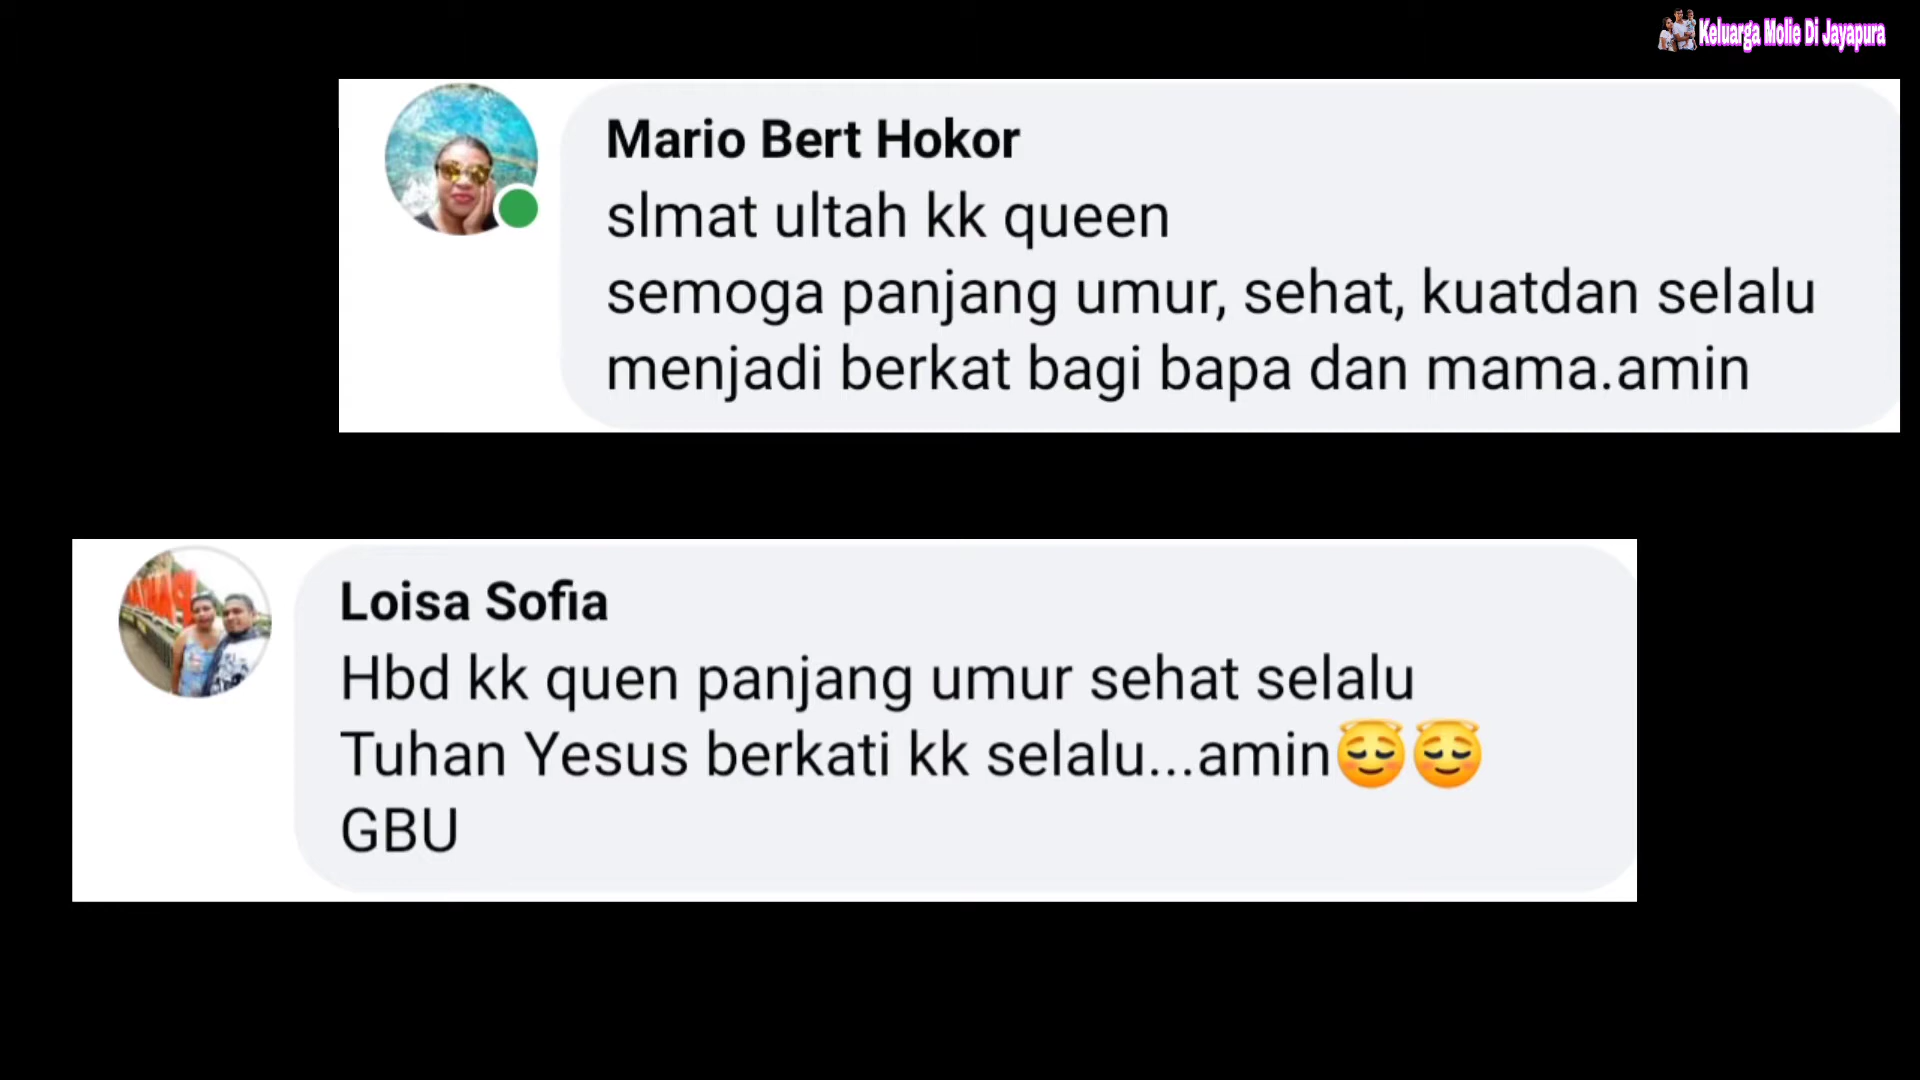 Keluarga Molie Di Jayapura
Mario Bert Hokor
slmat ultah kk queen
semoga panjang umur, sehat, kuatdan selalu
menjadi berkat bagi bapa dan mama.amin
Loisa Sofia
Hbd kk quen panjang umur sehat selalu
Tuhan Yesus berkati kk selalu...amin😌😌
GBU